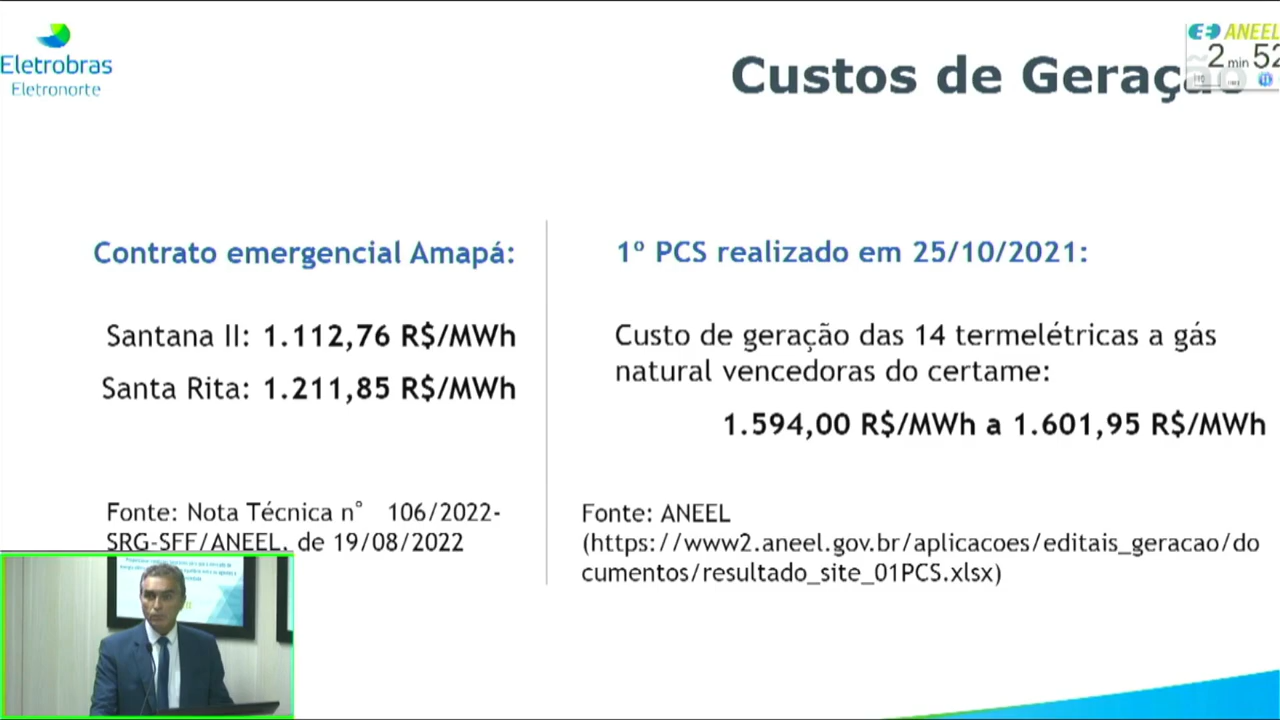 Eletrobras
Eletronorte
Custos de Geração
ANEEL
2 min 52
Contrato emergencial Amapá:
Santana II: 1.112,76 R$/MWh
Santa Rita: 1.211,85 R$/MWh
Fonte: Nota Técnica n° 106/2022-
SRG-SFF/ANEEL, de 19/08/2022
1º PCS realizado em 25/10/2021:
Custo de geração das 14 termelétricas a gás
natural vencedoras do certame:
1.594,00 R$/MWh a 1.601,95 R$/MWh
Fonte: ANEEL
(https://www2.aneel.gov.br/aplicacoes/editais_geracao/do
cumentos/resultado_site_01PCS.xlsx)